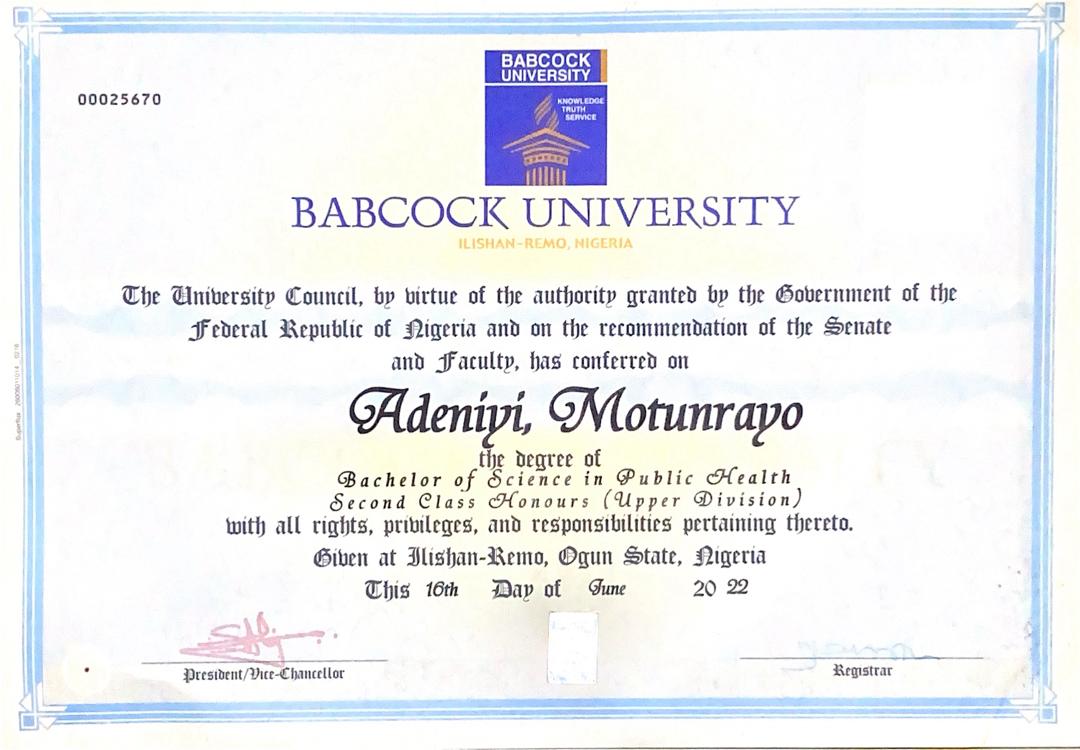 BABCOCK
UNIVERSITY
00025670
KNOWLEDGE
TRUTH
SERVICE
BABCOCK UNIVERSITY
ILISHAN-REMO, NIGERIA
The University Council, by virtue of the authority granted by the Government of the
Federal Republic of Nigeria and on the recommendation of the Senate
and Faculty, has conferred on
Adeniyi, Motunrayo
the degree of
Bachelor of Science in Public Health
Second Class Honours (Upper Division)
with all rights, privileges, and responsibilities pertaining thereto.
Given at Ilishan-Remo, Ogun State, Nigeria
This 16th Day of June 20 22
President/Vice-Chancellor
Registrar